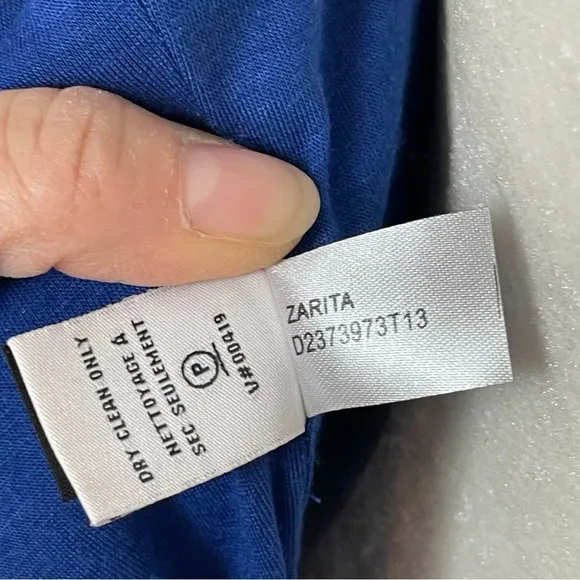 DRY CLEAN ONLY
NETTOYAGE A
SEC SEULEMENT
P
V#00419
ZARITA
D2373973T13